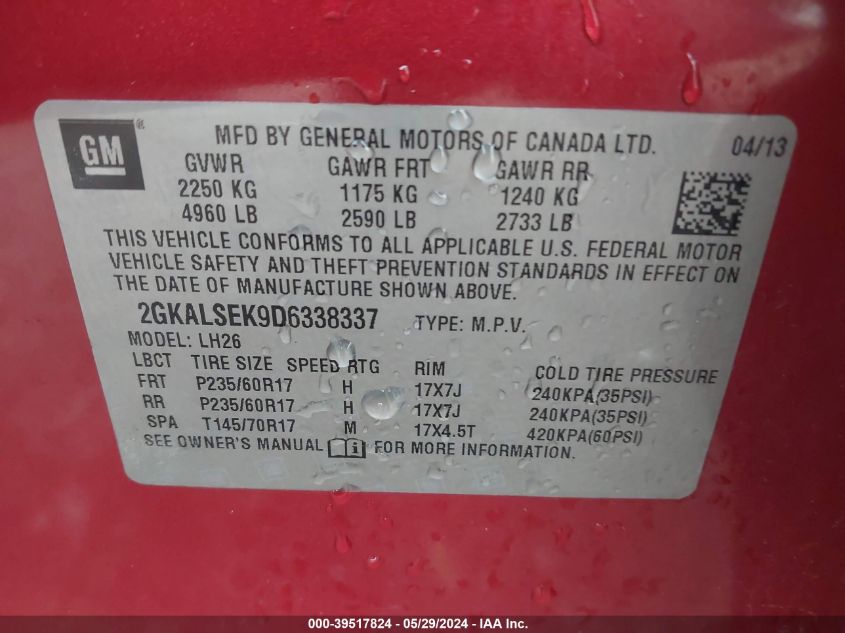 GM®
MFD BY GENERAL MOTORS OF CANADA LTD. 04/13
GVWR GAWR FRT GAWR RR
2250 KG 1175 KG 1240 KG
4960 LB 2590 LB 2733 LB
THIS VEHICLE CONFORMS TO ALL APPLICABLE U.S. FEDERAL MOTOR
VEHICLE SAFETY AND THEFT PREVENTION STANDARDS IN EFFECT ON
THE DATE OF MANUFACTURE SHOWN ABOVE.
2GKALSEK9D6338337 TYPE: M.P.V.
MODEL: LH26
LBCT TIRE SIZE SPEED RTG RIM COLD TIRE PRESSURE
FRT P235/60R17 H 17X7J 240KPA(35PSI)
RR P235/60R17 H 17X7J 240KPA(35PSI)
SPA T145/70R17 M 17X4.5T 420KPA(60PSI)
SEE OWNER'S MANUAL i FOR MORE INFORMATION.
000-39517824 - 05/29/2024 - IAA Inc.